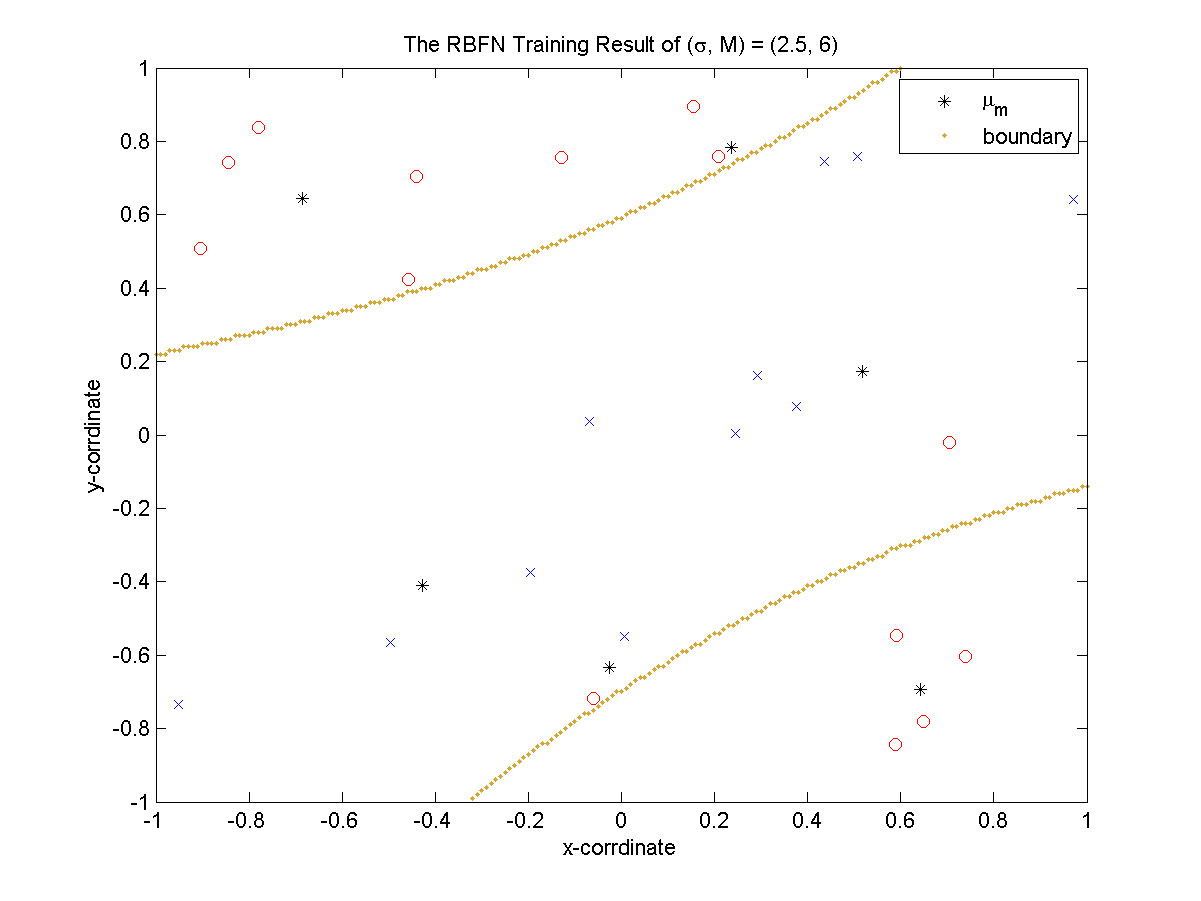 The RBFN Training Result of (σ, M) = (2.5, 6)
1
0.8
0.6
0.4
0.2
0
-0.2
-0.4
-0.6
-0.8
-1
y-corrdinate
μm
boundary
-1 -0.8 -0.6 -0.4 -0.2 0 0.2 0.4 0.6 0.8 1
x-corrdinate